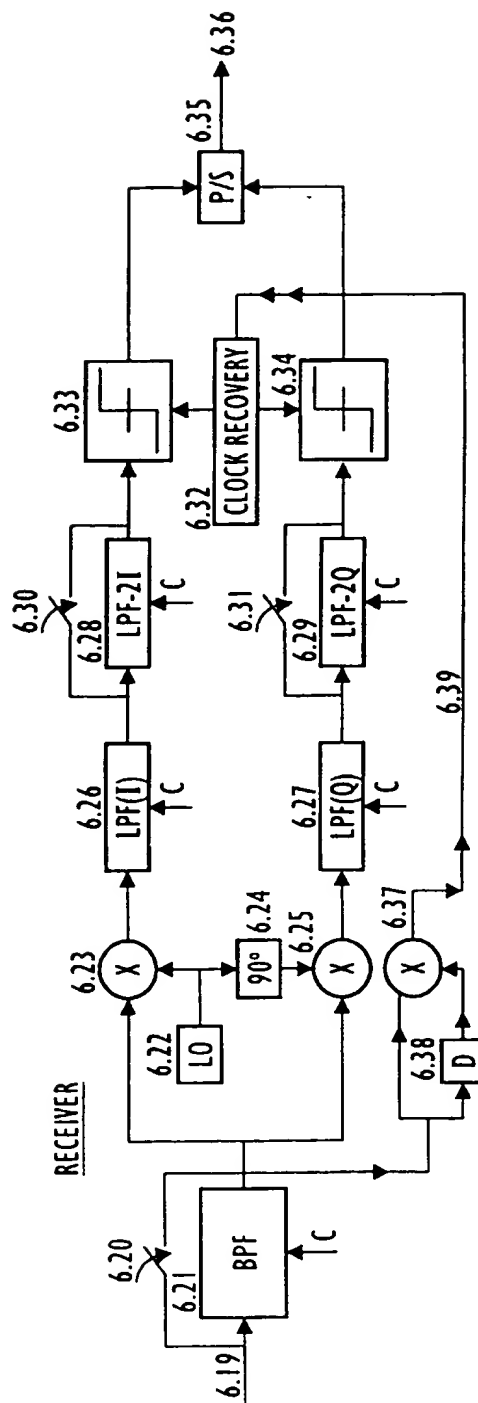 RECEIVER
6.19
6.20
6.21
BPF
C
6.22
LO
6.23
X
6.24
90°
6.25
X
6.26
LPF(I)
C
6.27
LPF(Q)
C
6.28
LPF-2I
C
6.30
6.29
LPF-2Q
C
6.31
6.32
CLOCK RECOVERY
6.33
6.34
P/S
6.35
6.36
6.37
X
6.38
D
6.39